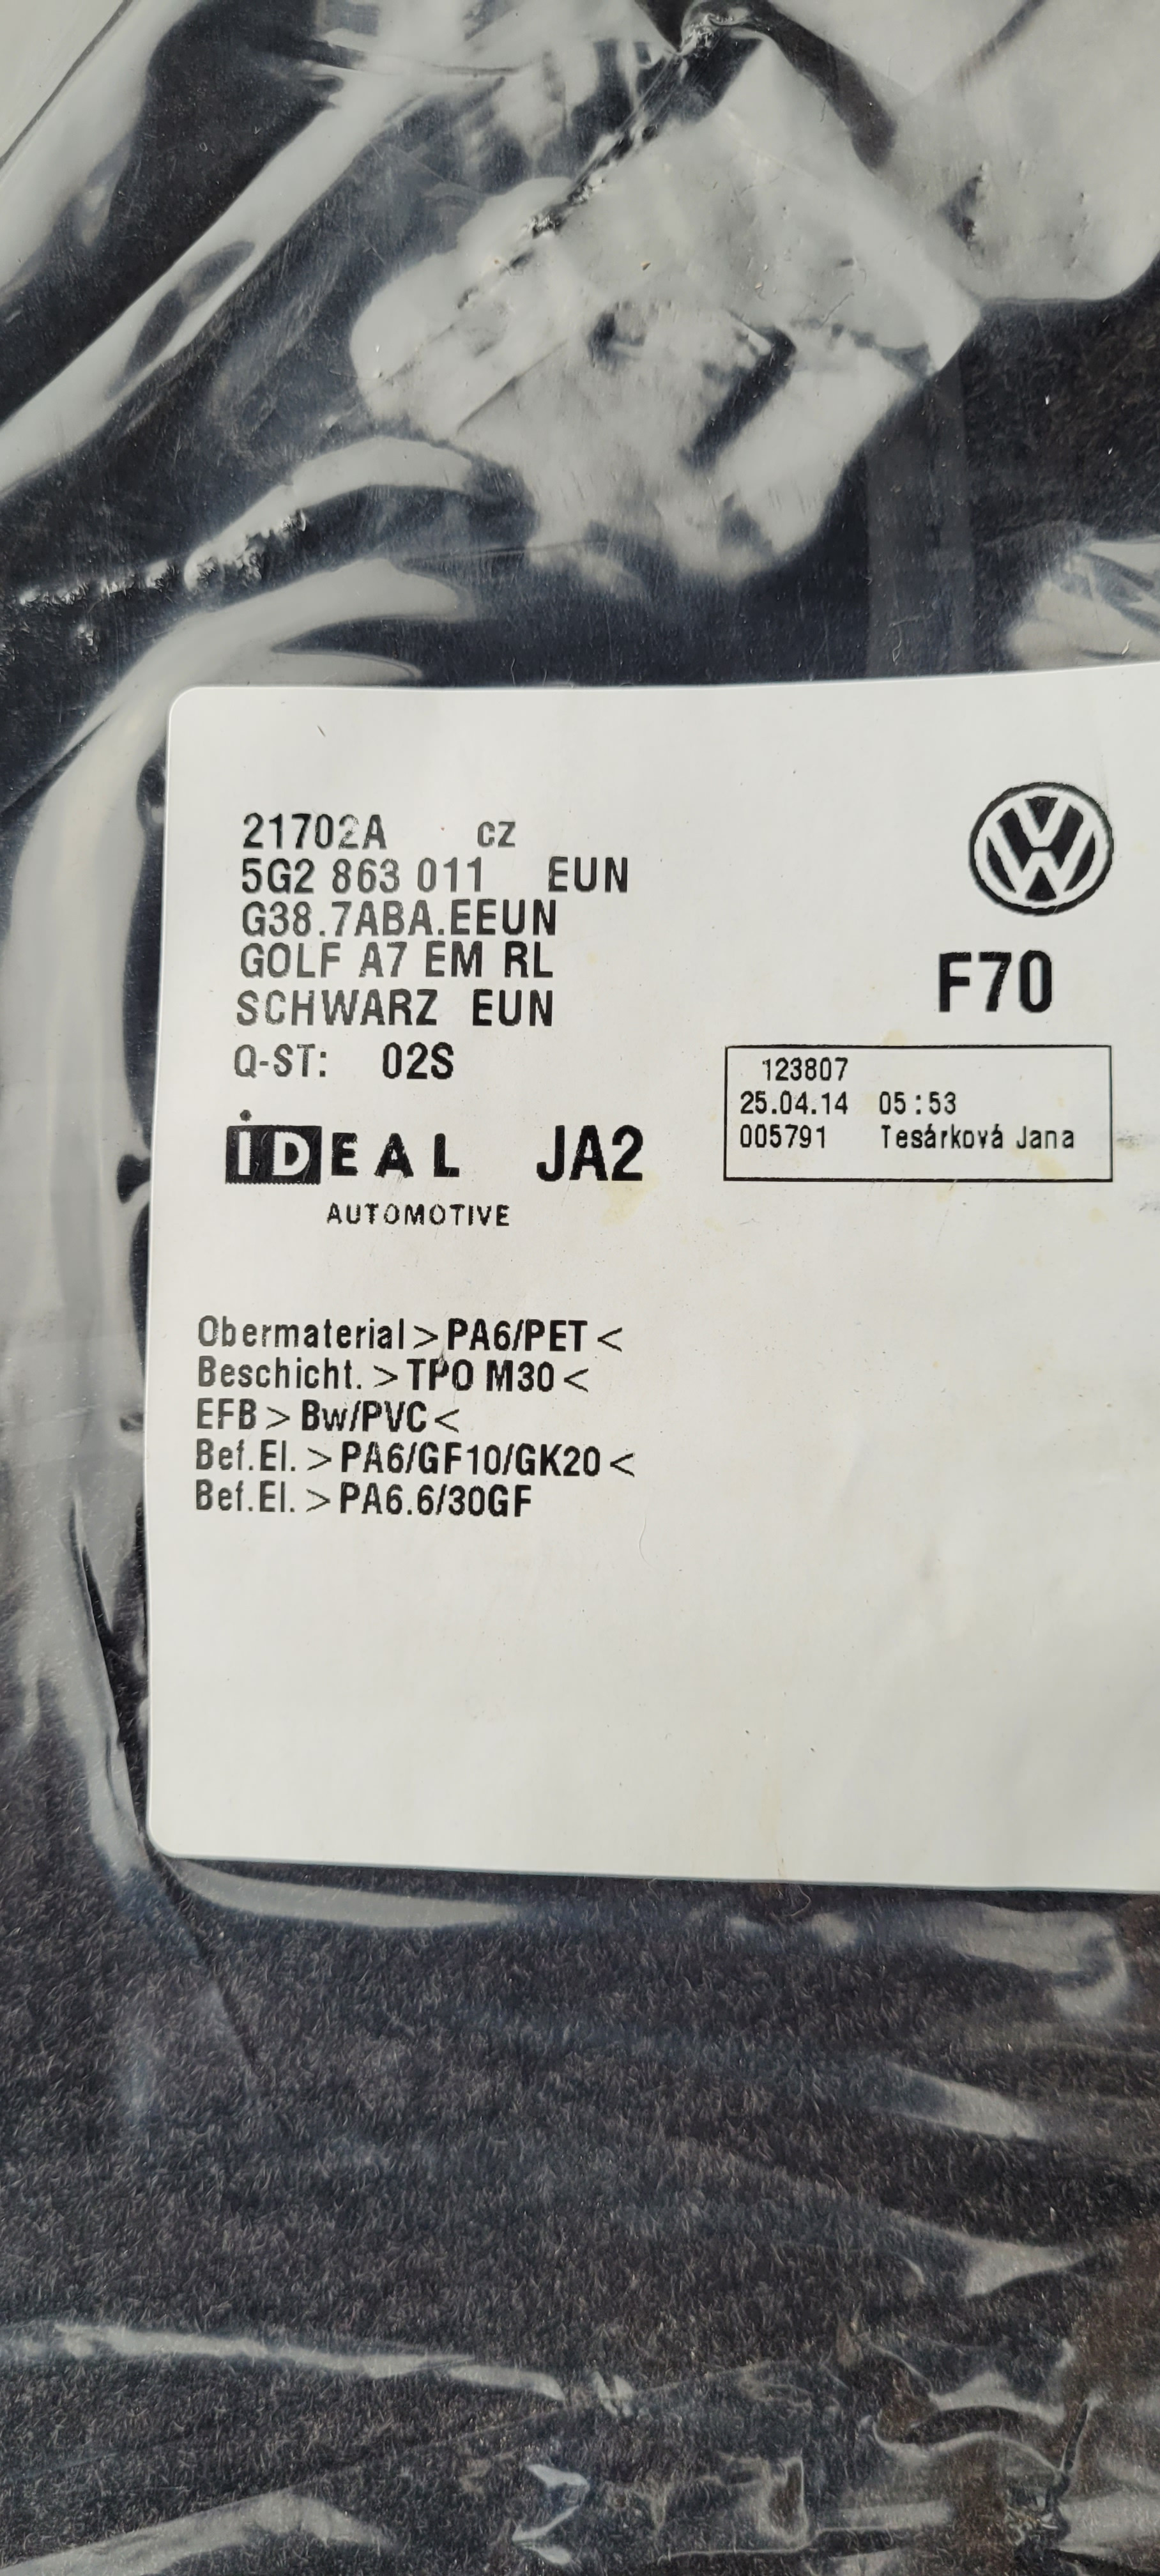 21702A CZ
5G2 863 011 EUN
G38.7ABA.EEUN
GOLF A7 EM RL
SCHWARZ EUN
Q-ST: 02S
VW
F70
123807
25.04.14 05:53
005791 Tesárková Jana
iDEAL JA2
AUTOMOTIVE
Obermaterial > PA6/PET <
Beschicht. > TPO M30 <
EFB > Bw/PVC <
Bef.El. > PA6/GF10/GK20 <
Bef.El. > PA6.6/30GF